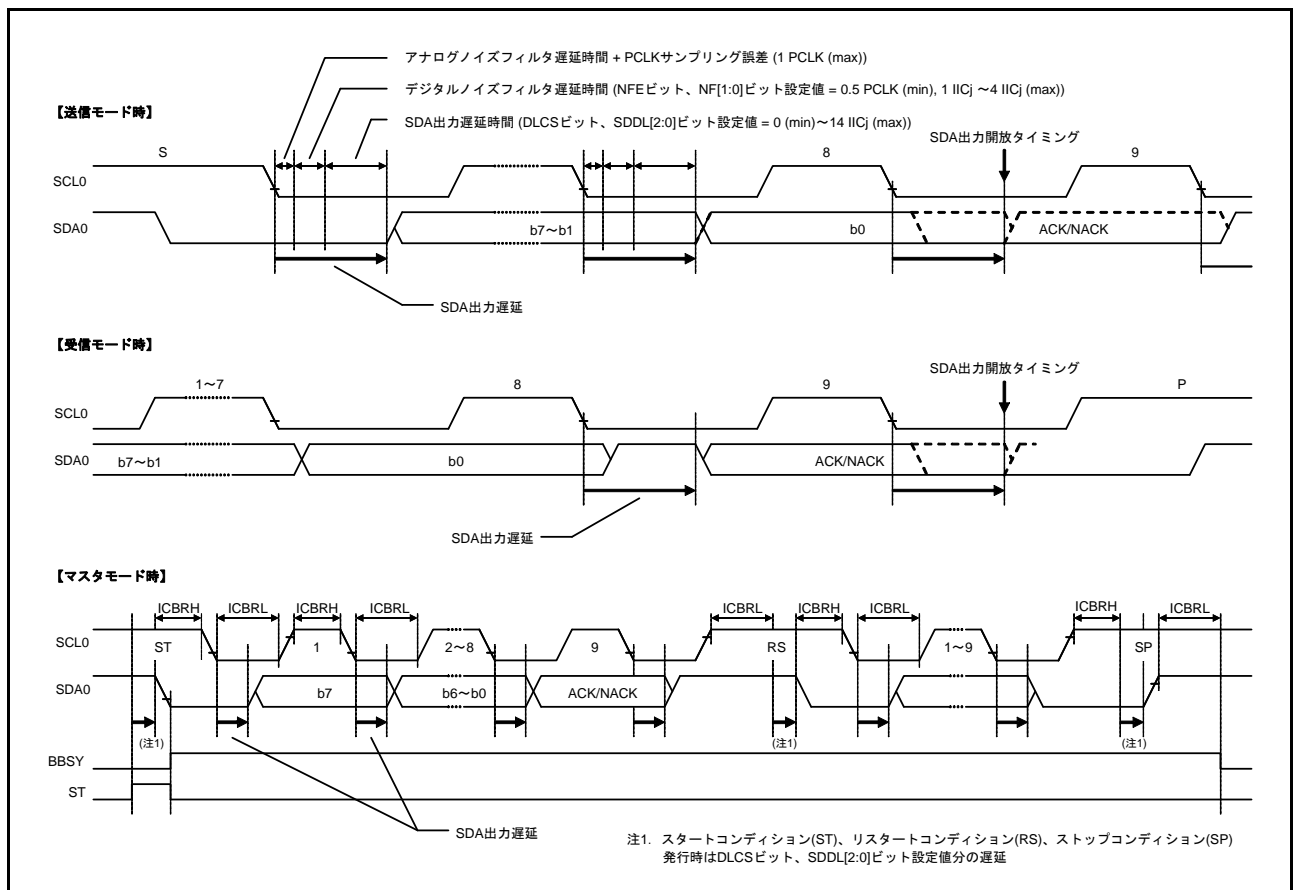 アナログノイズフィルタ遅延時間 + PCLKサンプリング誤差 (1 PCLK (max))
デジタルノイズフィルタ遅延時間 (NFEビット、NF[1:0]ビット設定値 = 0.5 PCLK (min), 1 IICj ~4 IICj (max))
【送信モード時】
SDA出力遅延時間 (DLCSビット、SDDL[2:0]ビット設定値 = 0 (min)~14 IICj (max))
SDA出力開放タイミング
S 8 9
SCL0
SDA0
b7~b1 b0 ACK/NACK
SDA出力遅延
【受信モード時】
SDA出力開放タイミング
1~7 8 9 P
SCL0
SDA0 b7~b1 b0 ACK/NACK
SDA出力遅延
【マスタモード時】
ICBRH ICBRL ICBRH ICBRL ICBRL ICBRH ICBRL ICBRH ICBRL
SCL0 ST 1 2~8 9 RS 1~9 SP
SDA0 b7 b6~b0 ACK/NACK
(注1) (注1) (注1)
BBSY
ST
SDA出力遅延
注1. スタートコンディション(ST)、リスタートコンディション(RS)、ストップコンディション(SP)
発行時はDLCSビット、SDDL[2:0]ビット設定値分の遅延